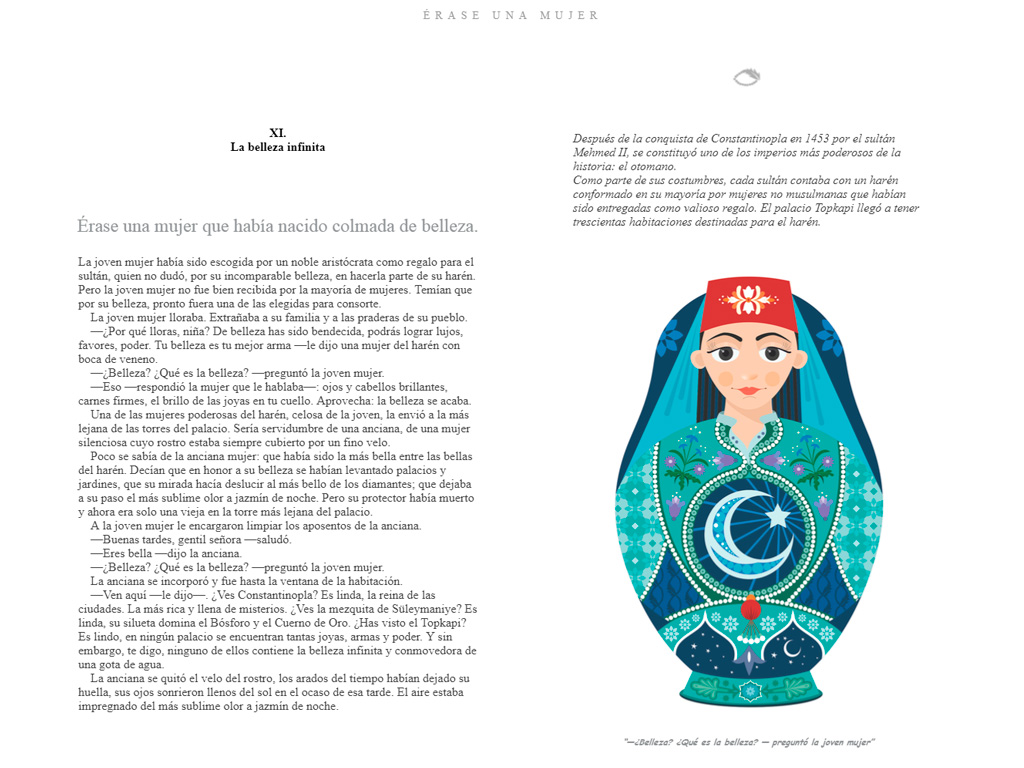 ÉRASE UNA MUJER
XI.
La belleza infinita
Érase una mujer que había nacido colmada de belleza.
La joven mujer había sido escogida por un noble aristócrata como regalo para el
sultán, quien no dudó, por su incomparable belleza, en hacerla parte de su harén.
Pero la joven mujer no fue bien recibida por la mayoría de mujeres. Temían que
por su belleza, pronto fuera una de las elegidas para consorte.
La joven mujer lloraba. Extrañaba a su familia y a las praderas de su pueblo.
—¿Por qué lloras, niña? De belleza has sido bendecida, podrás lograr lujos,
favores, poder. Tu belleza es tu mejor arma —le dijo una mujer del harén con
boca de veneno.
—¿Belleza? ¿Qué es la belleza? —preguntó la joven mujer.
—Eso —respondió la mujer que le hablaba—: ojos y cabellos brillantes,
carnes firmes, el brillo de las joyas en tu cuello. Aprovecha: la belleza se acaba.
Una de las mujeres poderosas del harén, celosa de la joven, la envió a la más
lejana de las torres del palacio. Sería servidumbre de una anciana, de una mujer
silenciosa cuyo rostro estaba siempre cubierto por un fino velo.
Poco se sabía de la anciana mujer: que había sido la más bella entre las bellas
del harén. Decían que en honor a su belleza se habían levantado palacios y
jardines, que su mirada hacía deslucir al más bello de los diamantes; que dejaba
a su paso el más sublime olor a jazmín de noche. Pero su protector había muerto
y ahora era solo una vieja en la torre más lejana del palacio.
A la joven mujer le encargaron limpiar los aposentos de la anciana.
—Buenas tardes, gentil señora —saludó.
—Eres bella —dijo la anciana.
—¿Belleza? ¿Qué es la belleza? —preguntó la joven mujer.
La anciana se incorporó y fue hasta la ventana de la habitación.
—Ven aquí —le dijo—. ¿Ves Constantinopla? Es linda, la reina de las
ciudades. La más rica y llena de misterios. ¿Ves la mezquita de Süleymaniye? Es
linda, su silueta domina el Bósforo y el Cuerno de Oro. ¿Has visto el Topkapi?
Es lindo, en ningún palacio se encuentran tantas joyas, armas y poder. Y sin
embargo, te digo, ninguno de ellos contiene la belleza infinita y conmovedora de
una gota de agua.
La anciana se quitó el velo del rostro, los arados del tiempo habían dejado su
huella, sus ojos sonrieron llenos del sol en el ocaso de esa tarde. El aire estaba
impregnado del más sublime olor a jazmín de noche.
Después de la conquista de Constantinopla en 1453 por el sultán
Mehmed II, se constituyó uno de los imperios más poderosos de la
historia: el otomano.
Como parte de sus costumbres, cada sultán contaba con un harén
conformado en su mayoría por mujeres no musulmanas que habían
sido entregadas como valioso regalo. El palacio Topkapi llegó a tener
trescientas habitaciones destinadas para el harén.
"—¿Belleza? ¿Qué es la belleza? — preguntó la joven mujer"